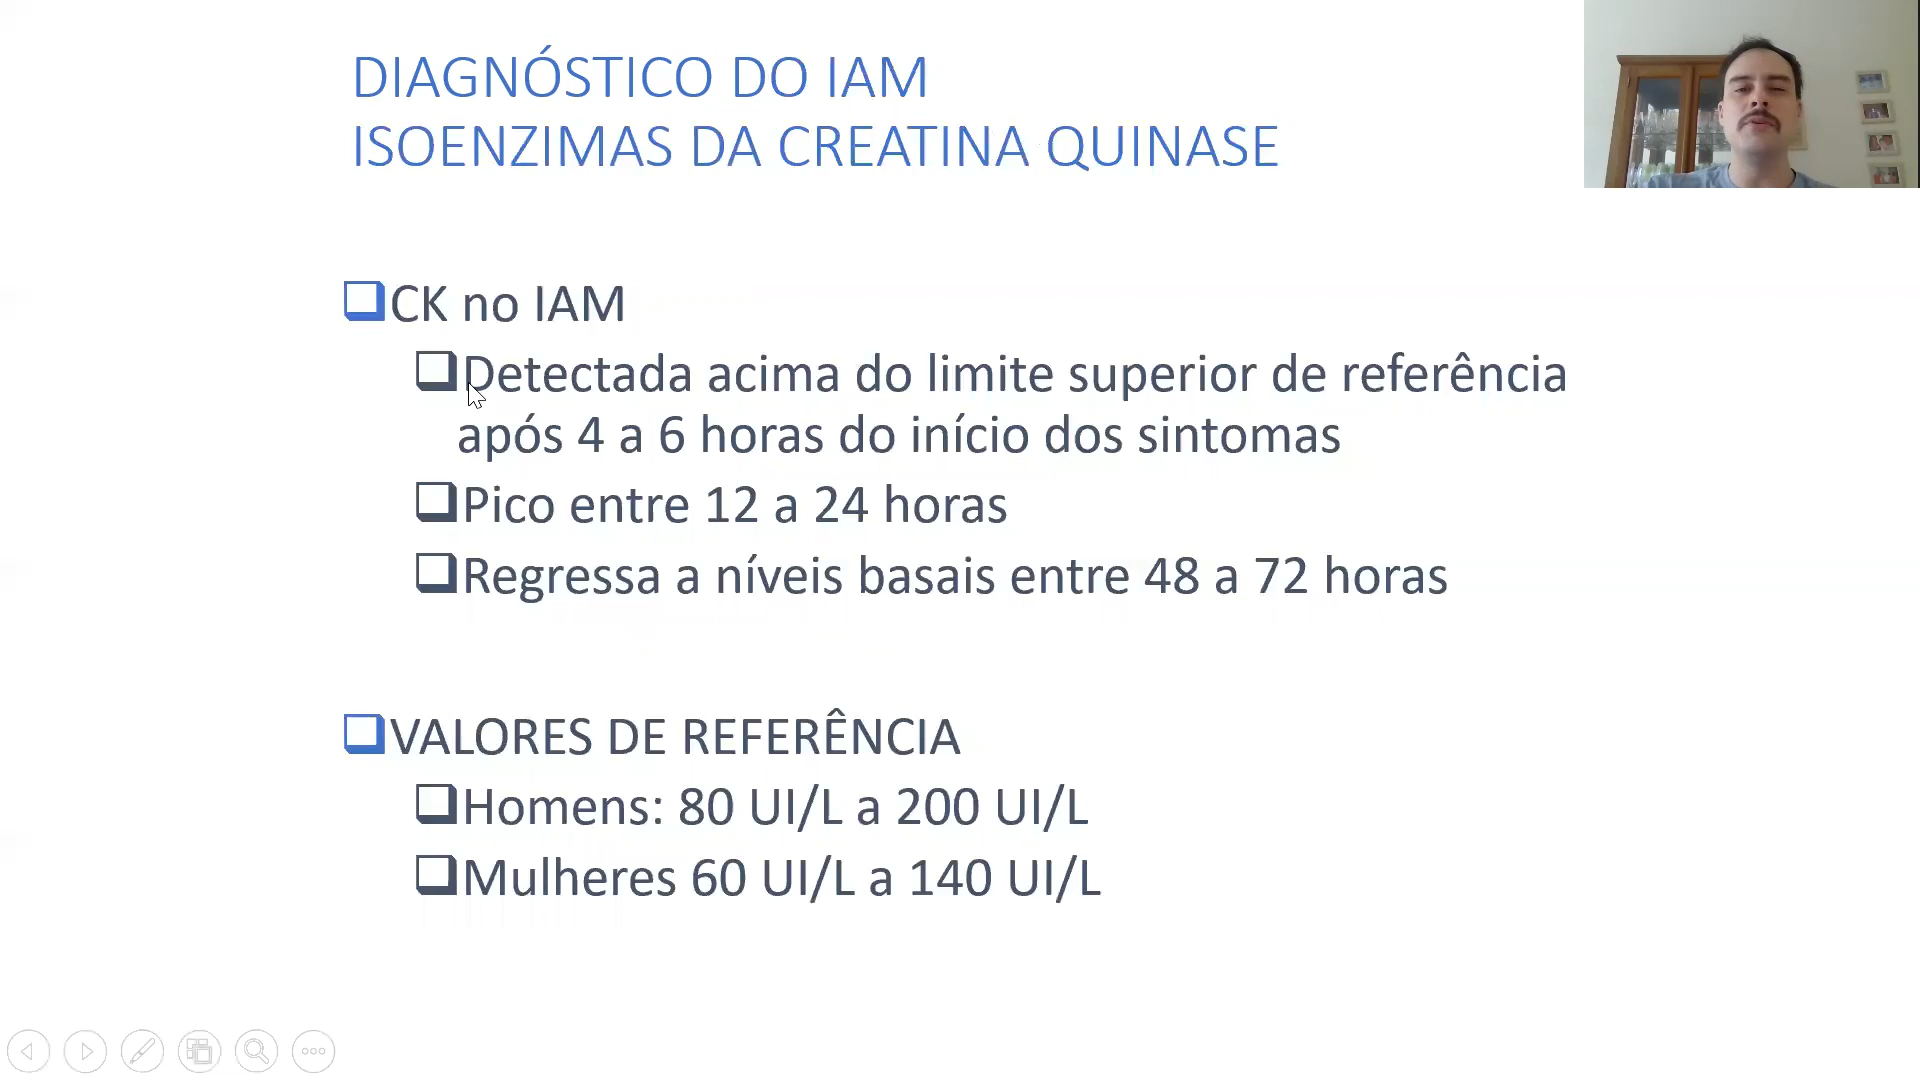 DIAGNÓSTICO DO IAM
ISOENZIMAS DA CREATINA QUINASE
CK no IAM
Detectada acima do limite superior de referência
após 4 a 6 horas do início dos sintomas
Pico entre 12 a 24 horas
Regressa a níveis basais entre 48 a 72 horas
VALORES DE REFERÊNCIA
Homens: 80 UI/L a 200 UI/L
Mulheres 60 UI/L a 140 UI/L